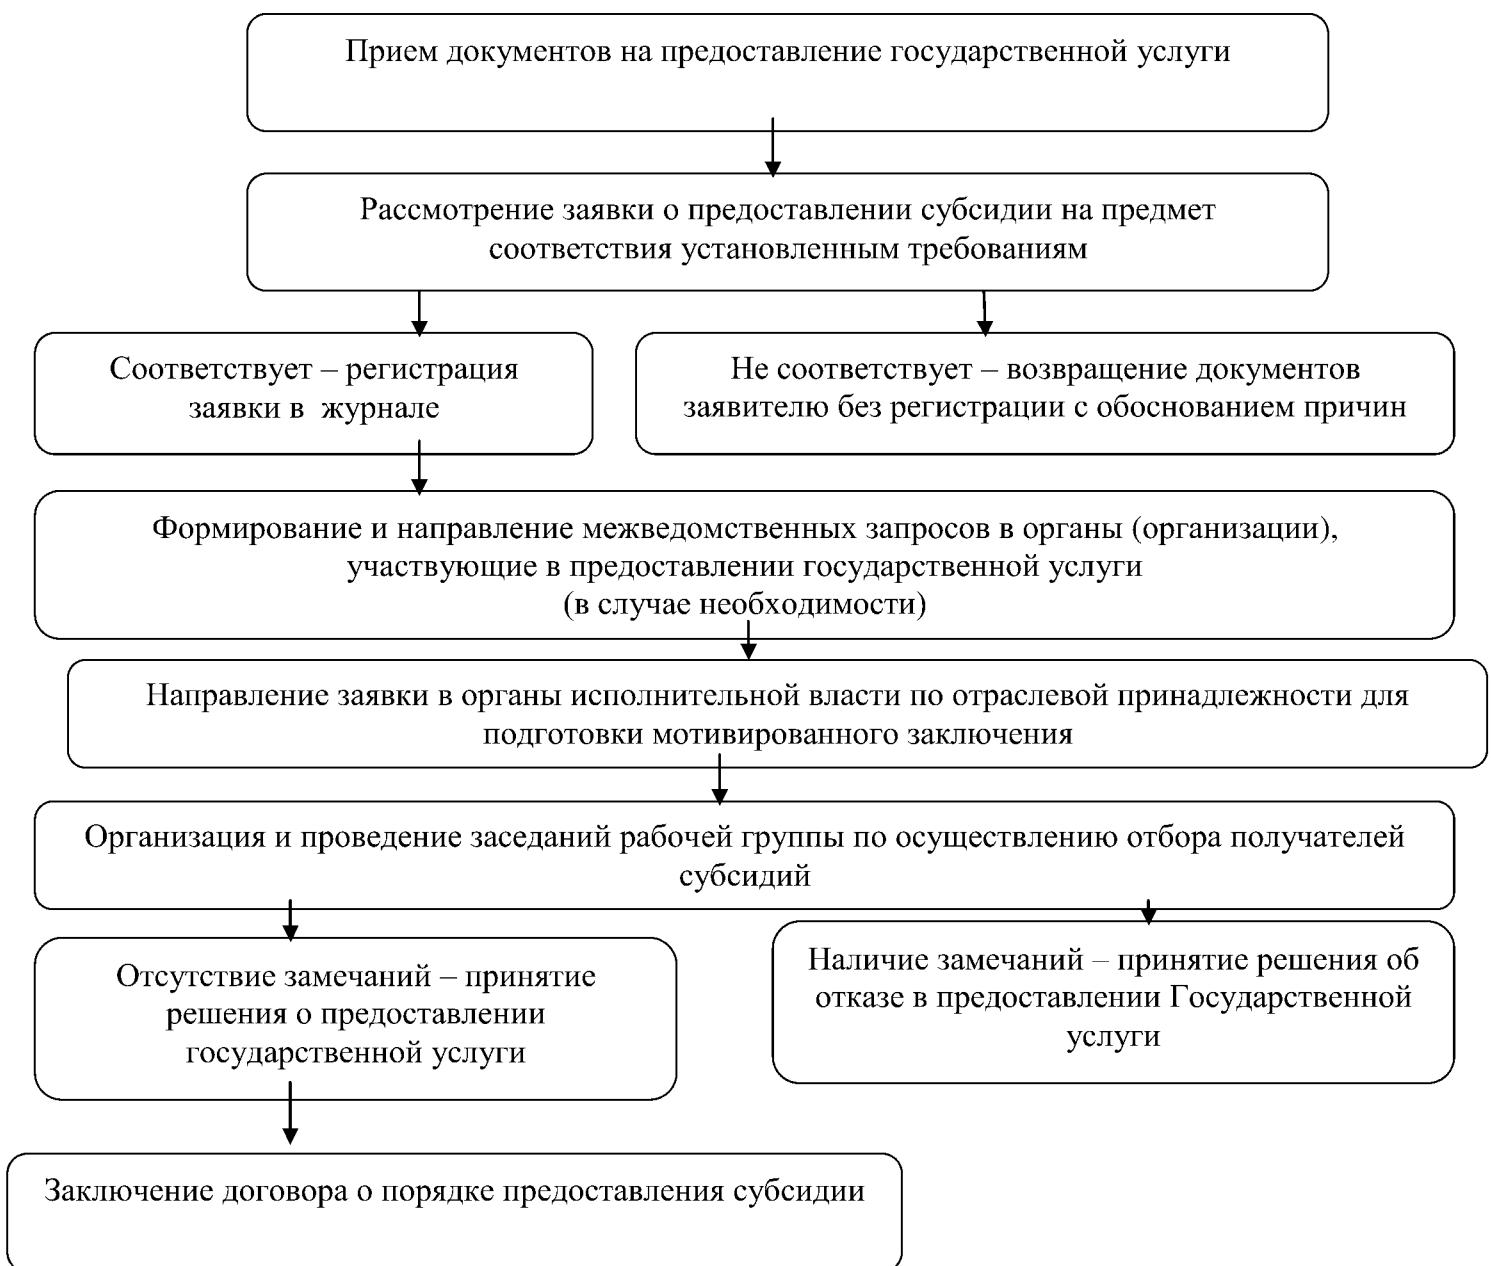 Прием документов на предоставление государственной услуги
Рассмотрение заявки о предоставлении субсидии на предмет
соответствия установленным требованиям
Соответствует – регистрация
заявки в  журнале
Не соответствует – возвращение документов
заявителю без регистрации с обоснованием причин
Формирование и направление межведомственных запросов в органы (организации),
участвующие в предоставлении государственной услуги
(в случае необходимости)
Направление заявки в органы исполнительной власти по отраслевой принадлежности для
подготовки мотивированного заключения
Организация и проведение заседаний рабочей группы по осуществлению отбора получателей
субсидий
Отсутствие замечаний – принятие
решения о предоставлении
государственной услуги
Наличие замечаний – принятие решения об
отказе в предоставлении Государственной
услуги
Заключение договора о порядке предоставления субсидии